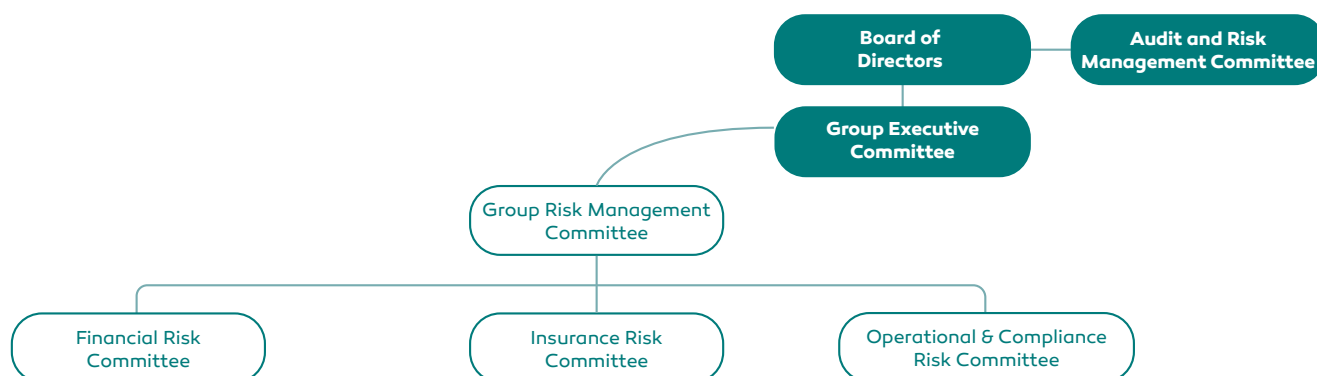 Board of
Directors
Audit and Risk
Management Committee
Group Executive
Committee
Group Risk Management
Committee
Financial Risk
Committee
Insurance Risk
Committee
Operational & Compliance
Risk Committee